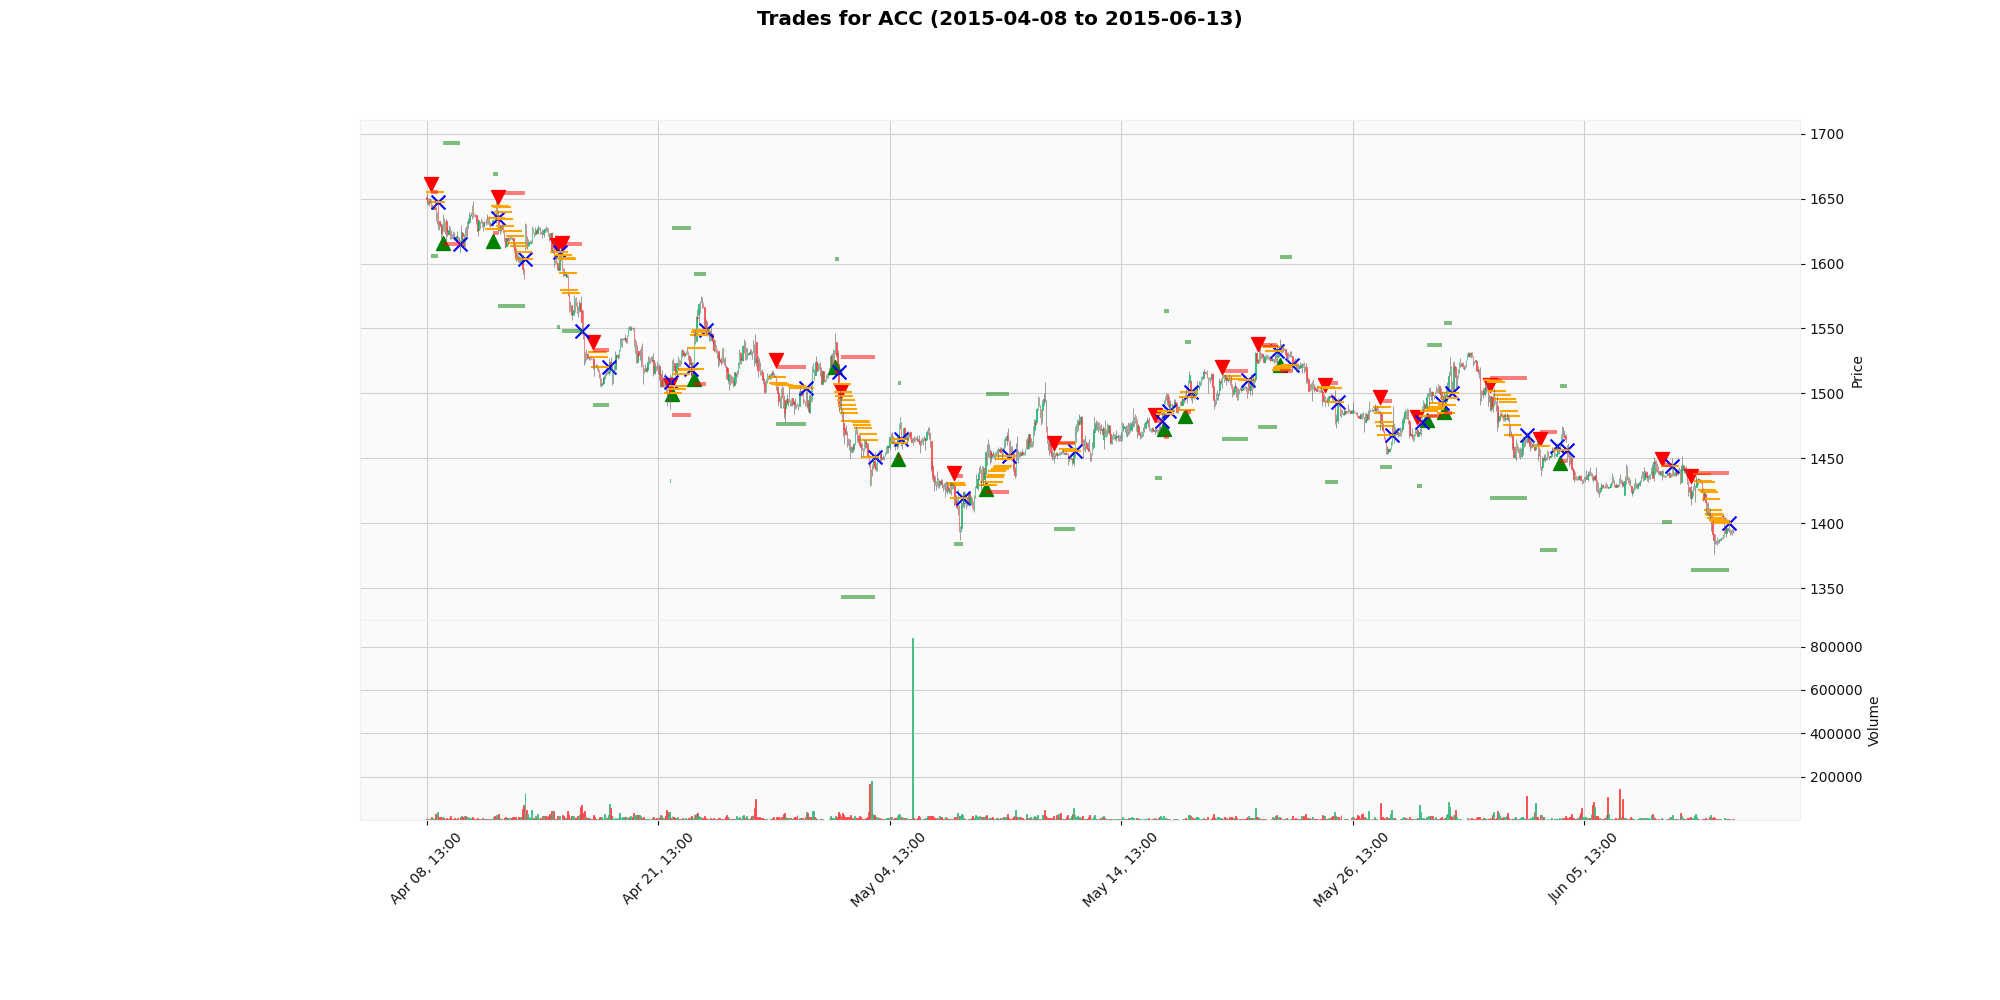 Trades for ACC (2015-04-08 to 2015-06-13)
1700
1650
1600
1550
1500
1450
1400
1350
Price
800000
600000
400000
200000
Volume
Apr 08, 13:00
Apr 21, 13:00
May 04, 13:00
May 14, 13:00
May 26, 13:00
Jun 05, 13:00